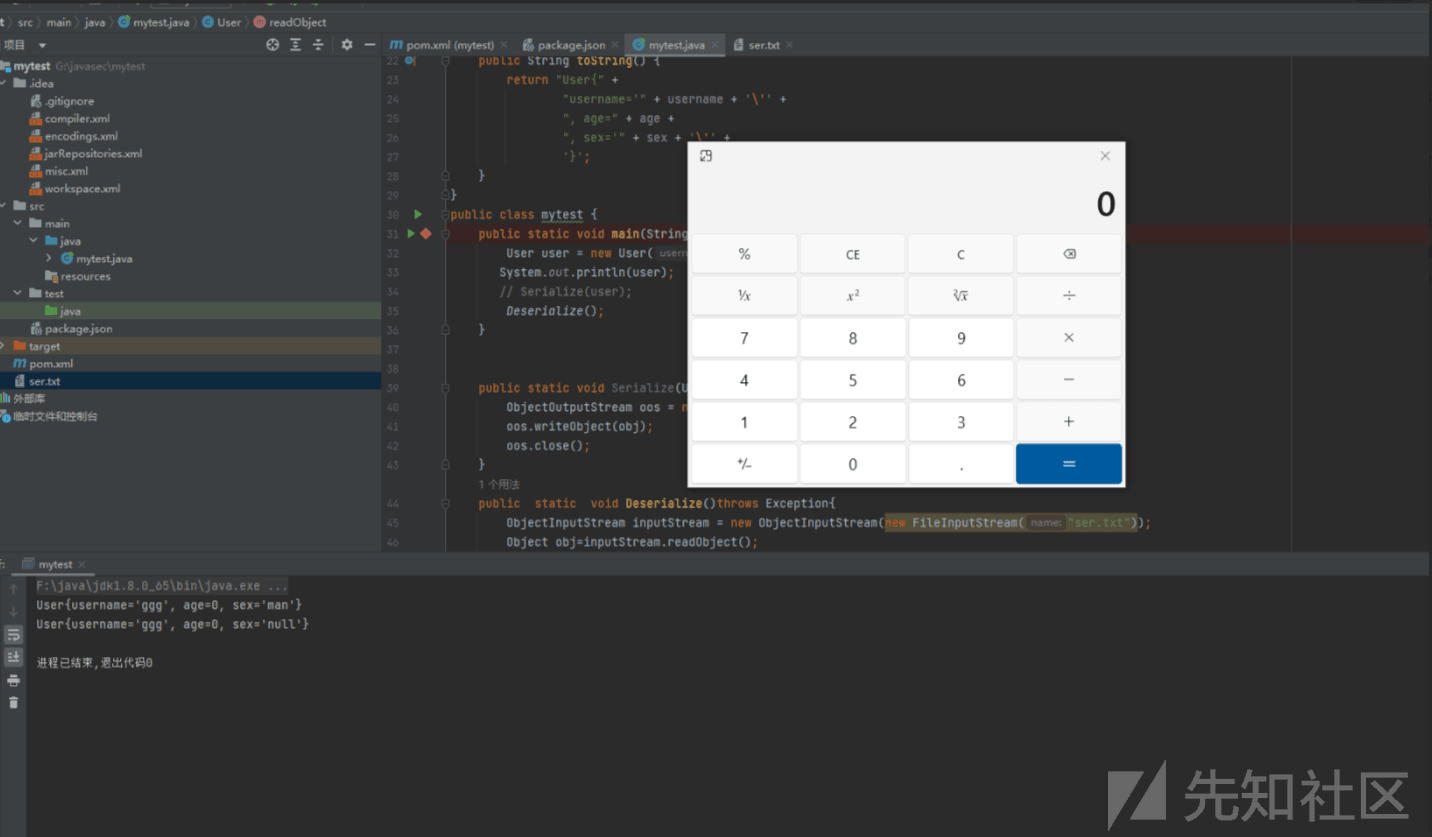 t 〉 src 〉 main 〉 java 〉 mytest.java 〉 User 〉 readObject
项目
pom.xml (mytest)
package.json
mytest.java
ser.txt
mytest G:\javasec\mytest
.idea
.gitignore
compiler.xml
encodings.xml
jarRepositories.xml
misc.xml
workspace.xml
src
main
java
mytest.java
resources
test
java
package.json
target
pom.xml
ser.txt
外部库
临时文件和控制台
22 public String toString() {
23 return "User{" +
24 "username='" + username + '\'' +
25 ", age=" + age +
26 ", sex='" + sex + '\'' +
27 '}';
28 }
29 }
30 public class mytest {
31 public static void main(String
32 User user = new User( usern
33 System.out.println(user);
34 // Serialize(user);
35 Deserialize();
36 }
37
38
39 public static void Serialize(U
40 ObjectOutputStream oos = n
41 oos.writeObject(obj);
42 oos.close();
43 }
1 个用法
44 public static void Deserialize()throws Exception{
45 ObjectInputStream inputStream = new ObjectInputStream(new FileInputStream( name: "ser.txt"));
46 Object obj=inputStream.readObject();
0
% CE C ⌫
¹/x x² ²√x ÷
7 8 9 ×
4 5 6 −
1 2 3 +
+/− 0 . =
mytest
F:\java\jdk1.8.0_65\bin\java.exe ...
User{username='ggg', age=0, sex='man'}
User{username='ggg', age=0, sex='null'}
进程已结束,退出代码0
先知社区